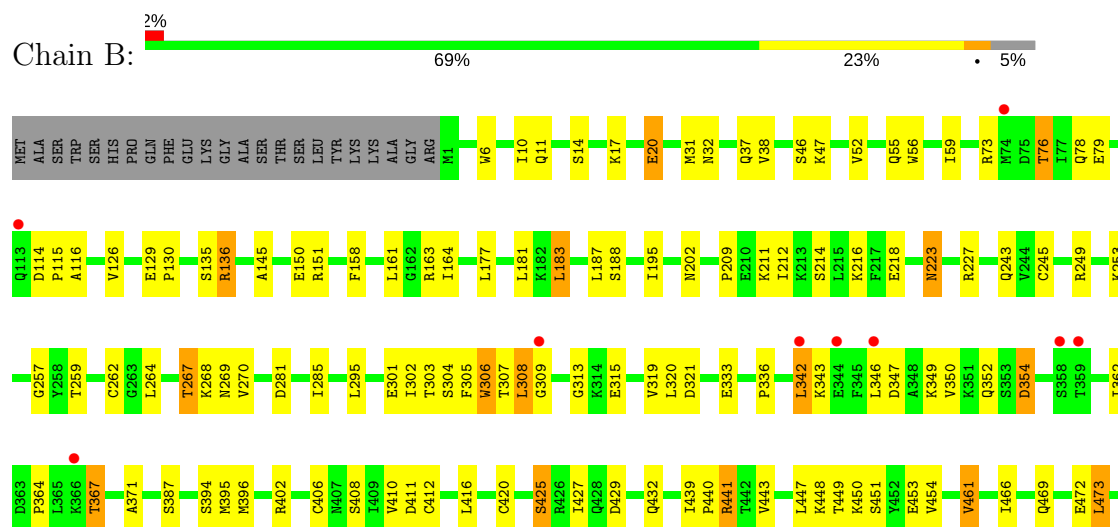 2%
Chain B:
69% 23% • 5%
MET ALA SER TRP SER HIS PRO GLN PHE GLU LYS GLY ALA SER THR SER LEU TYR LYS LYS ALA GLY ARG M1 W6 I10 Q11 S14 K17 E20 M31 N32 Q37 V38 S46 K47 V52 Q55 W56 I59 R73 M74 D75 T76 I77 Q78 E79
Q113 D114 P115 A116 V126 E129 P130 S135 R136 A145 E150 R151 F158 L161 G162 R163 I164 L177 L181 K182 L183 L187 S188 I195 N202 P209 E210 K211 I212 K213 S214 L215 K216 F217 E218 N223 R227 Q243 V244 C245 R249 K253
G257 Y258 T259 C262 G263 L264 T267 K268 N269 V270 D281 I285 L295 E301 I302 T303 S304 F305 W306 T307 L308 G309 G313 K314 E315 V319 L320 D321 E333 P336 L342 K343 E344 F345 L346 D347 A348 K349 V350 K351 Q352 S353 D354 S358 T359
D363 P364 L365 K366 T367 A371 S387 S394 M395 M396 R402 C406 N407 S408 I409 V410 D411 C412 L416 C420 S425 R426 I427 Q428 D429 Q432 I439 P440 R441 T442 V443 L447 K448 T449 K450 S451 Y452 E453 V454 V461 I466 Q469 E472 L473